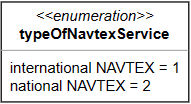 <<enumeration>>
typeOfNavtexService
international NAVTEX = 1
national NAVTEX = 2